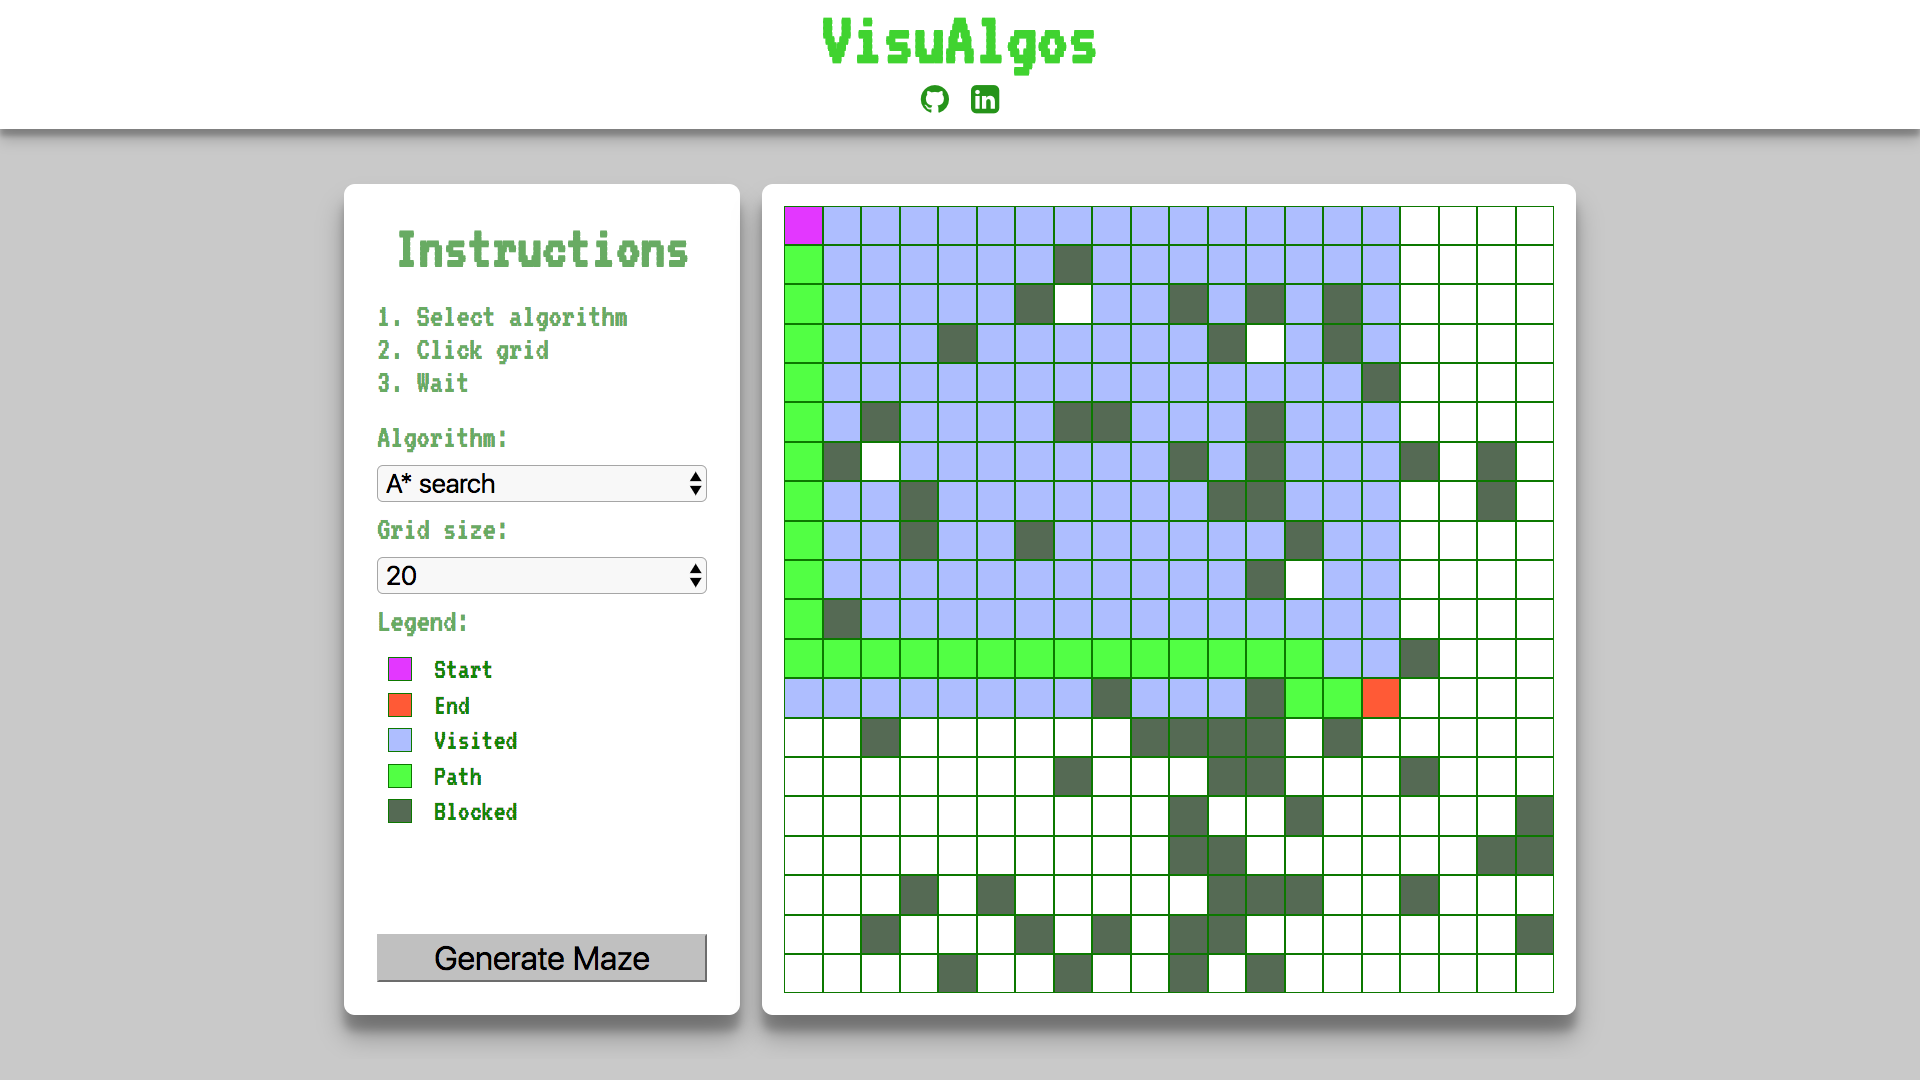 VisuAlgos
Instructions
1. Select algorithm
2. Click grid
3. Wait
Algorithm:
A* search
Grid size:
20
Legend:
Start
End
Visited
Path
Blocked
Generate Maze